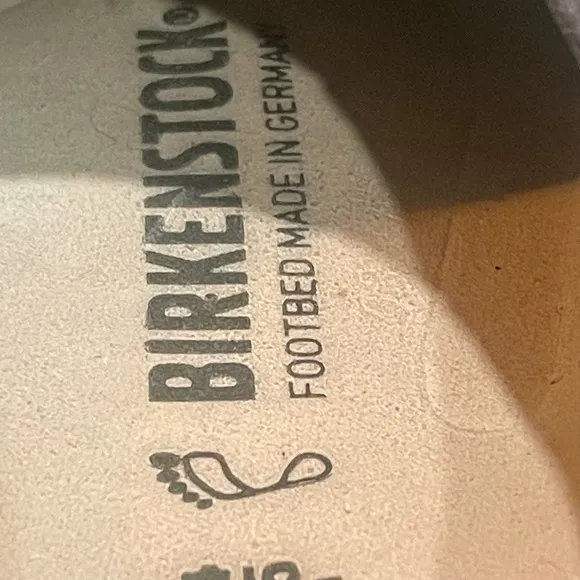 BIRKENSTOCK®
FOOTBED MADE IN GERMANY